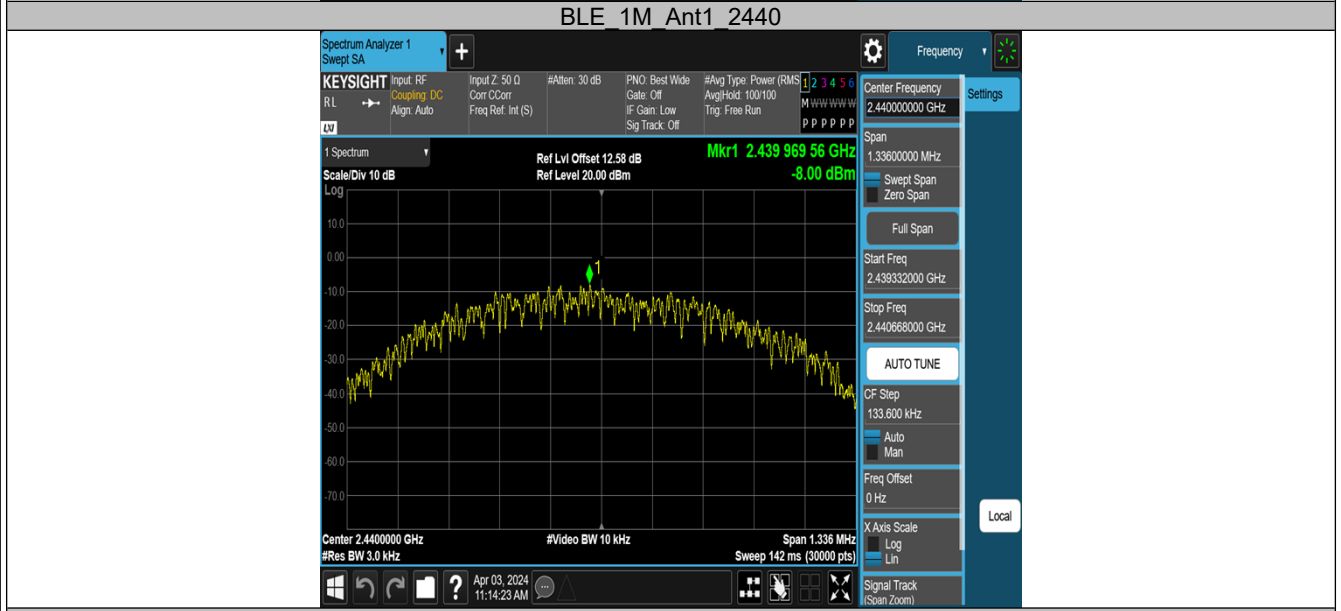 BLE_1M_Ant1_2440
Spectrum Analyzer 1
Swept SA
Frequency
KEYSIGHT
RL
LXI
Input: RF
Coupling: DC
Align: Auto
Input Z: 50 Ω
Corr CCorr
Freq Ref: Int (S)
#Atten: 30 dB
PNO: Best Wide
Gate: Off
IF Gain: Low
Sig Track: Off
#Avg Type: Power (RMS
Avg|Hold: 100/100
Trig: Free Run
1 2 3 4 5 6
M W W W W W
P P P P P P
1 Spectrum
Scale/Div 10 dB
Ref Lvl Offset 12.58 dB
Ref Level 20.00 dBm
Mkr1 2.439 969 56 GHz
-8.00 dBm
Log
10.0
0.00
-10.0
-20.0
-30.0
-40.0
-50.0
-60.0
-70.0
1
Center 2.4400000 GHz
#Res BW 3.0 kHz
#Video BW 10 kHz
Span 1.336 MHz
Sweep 142 ms (30000 pts)
Apr 03, 2024
11:14:23 AM
Center Frequency
2.440000000 GHz
Settings
Span
1.33600000 MHz
Swept Span
Zero Span
Full Span
Start Freq
2.439332000 GHz
Stop Freq
2.440668000 GHz
AUTO TUNE
CF Step
133.600 kHz
Auto
Man
Freq Offset
0 Hz
Local
X Axis Scale
Log
Lin
Signal Track
(Span Zoom)